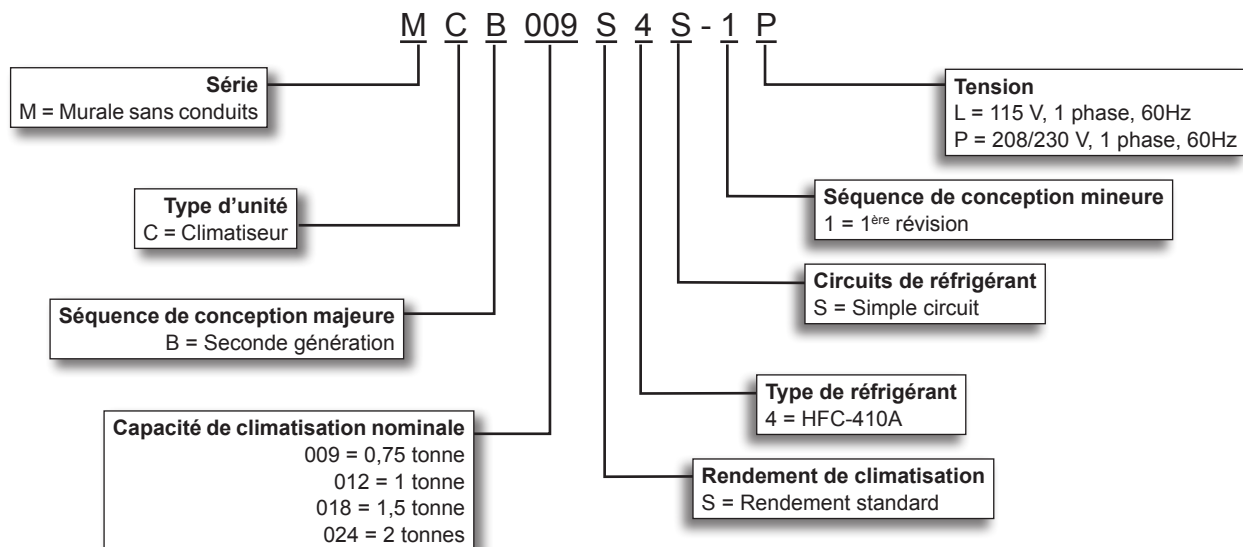 M C B 009 S 4 S - 1 P
Série
M = Murale sans conduits
Type d'unité
C = Climatiseur
Séquence de conception majeure
B = Seconde génération
Capacité de climatisation nominale
009 = 0,75 tonne
012 = 1 tonne
018 = 1,5 tonne
024 = 2 tonnes
Tension
L = 115 V, 1 phase, 60Hz
P = 208/230 V, 1 phase, 60Hz
Séquence de conception mineure
1 = 1ère révision
Circuits de réfrigérant
S = Simple circuit
Type de réfrigérant
4 = HFC-410A
Rendement de climatisation
S = Rendement standard